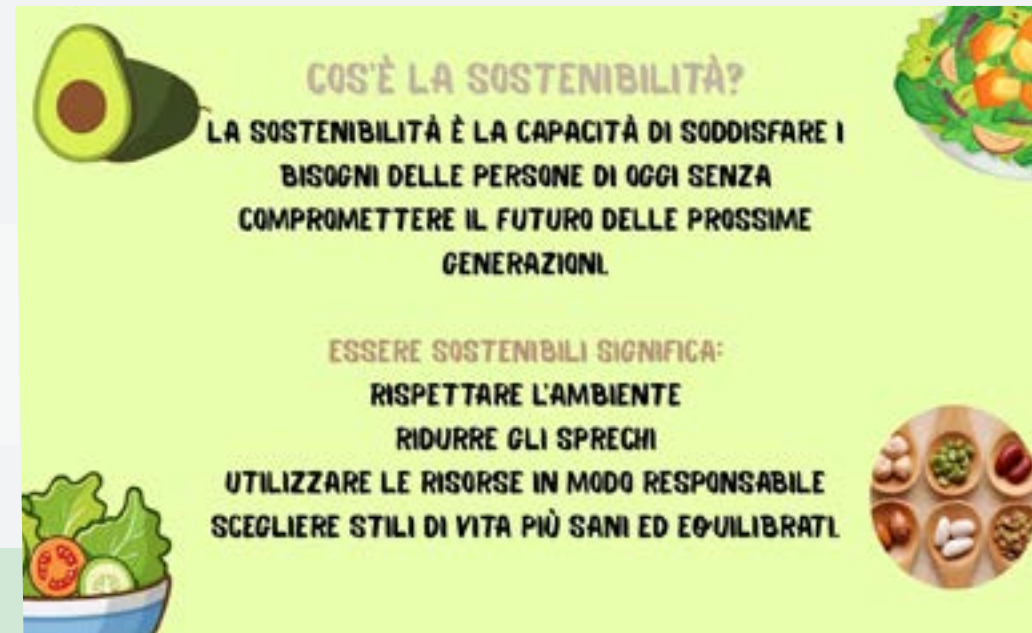 COS'È LA SOSTENIBILITÀ?
LA SOSTENIBILITÀ È LA CAPACITÀ DI SODDISFARE I
BISOGNI DELLE PERSONE DI OGGI SENZA
COMPROMETTERE IL FUTURO DELLE PROSSIME
GENERAZIONI.
ESSERE SOSTENIBILI SIGNIFICA:
RISPETTARE L'AMBIENTE
RIDURRE GLI SPRECHI
UTILIZZARE LE RISORSE IN MODO RESPONSABILE
SCEGLIERE STILI DI VITA PIÙ SANI ED EQUILIBRATI.